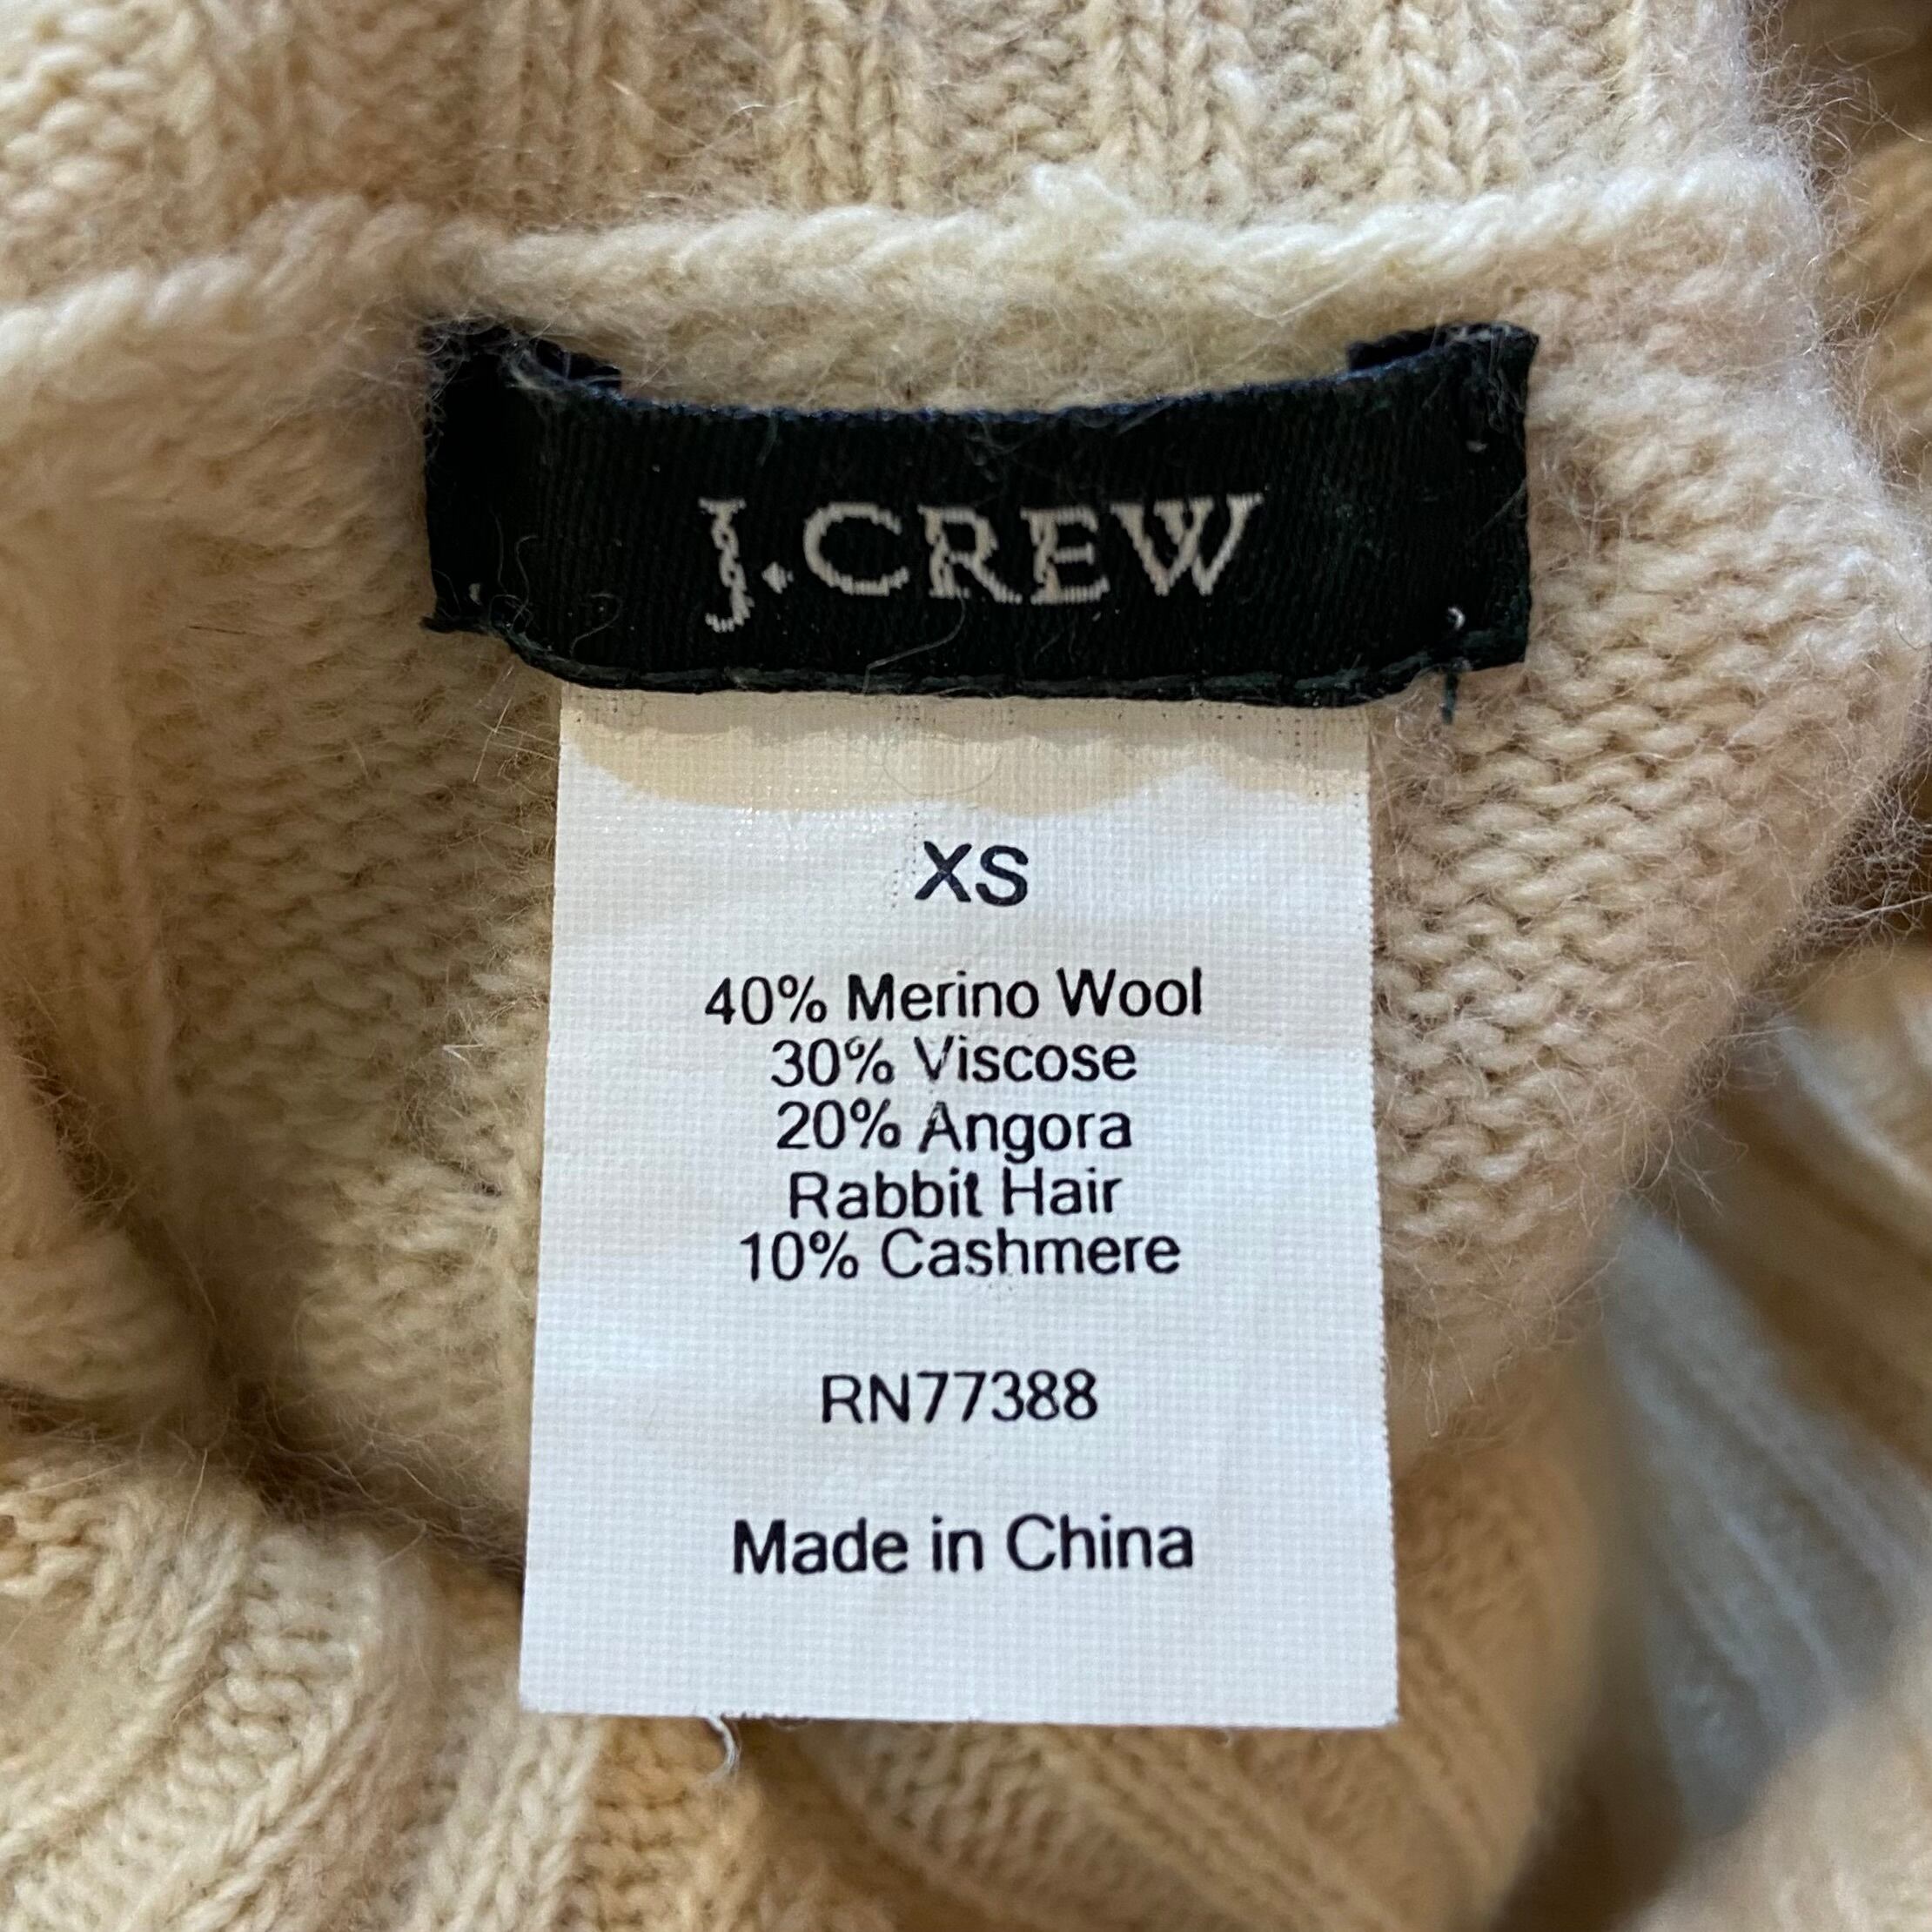 J.CREW
XS
40% Merino Wool
30% Viscose
20% Angora
Rabbit Hair
10% Cashmere
RN77388
Made in China